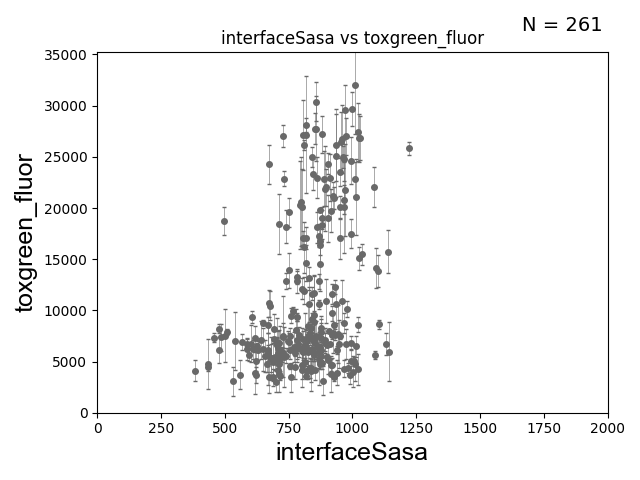 N = 261
interfaceSasa vs toxgreen_fluor
toxgreen_fluor
35000
30000
25000
20000
15000
10000
5000
0
0 250 500 750 1000 1250 1500 1750 2000
interfaceSasa